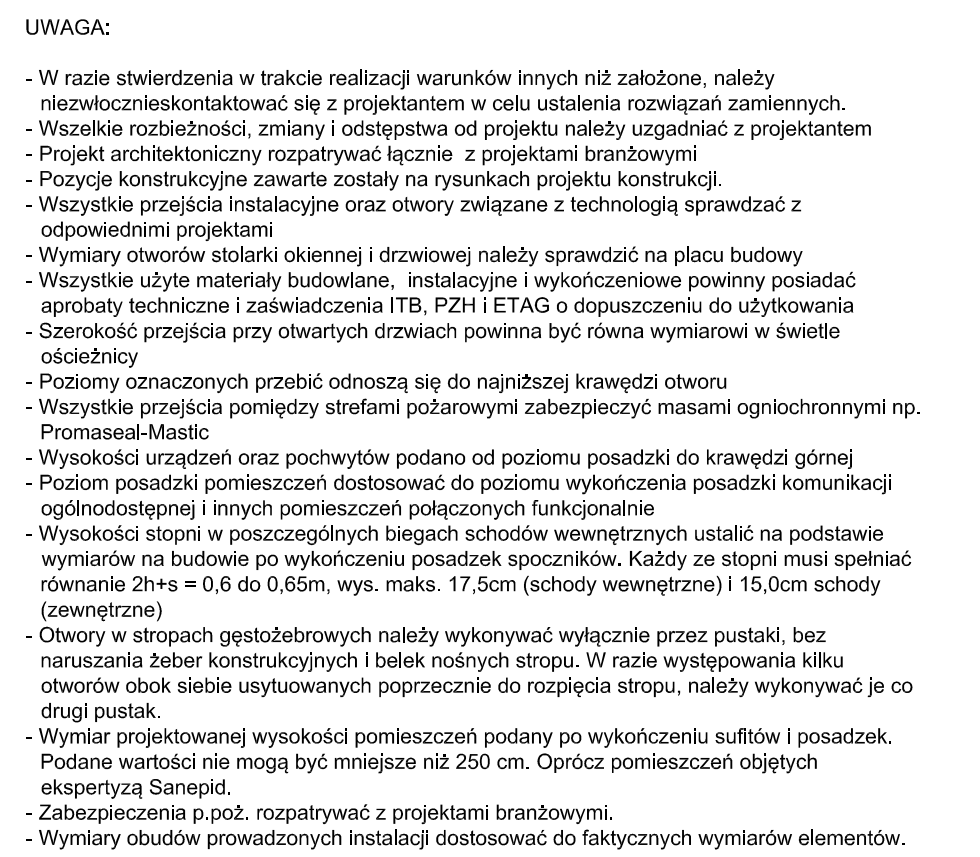 UWAGA:
- W razie stwierdzenia w trakcie realizacji warunków innych niż założone, należy
niezwłocznieskontaktować się z projektantem w celu ustalenia rozwiązań zamiennych.
- Wszelkie rozbieżności, zmiany i odstępstwa od projektu należy uzgadniać z projektantem
- Projekt architektoniczny rozpatrywać łącznie  z projektami branżowymi
- Pozycje konstrukcyjne zawarte zostały na rysunkach projektu konstrukcji.
- Wszystkie przejścia instalacyjne oraz otwory związane z technologią sprawdzać z
odpowiednimi projektami
- Wymiary otworów stolarki okiennej i drzwiowej należy sprawdzić na placu budowy
- Wszystkie użyte materiały budowlane,  instalacyjne i wykończeniowe powinny posiadać
aprobaty techniczne i zaświadczenia ITB, PZH i ETAG o dopuszczeniu do użytkowania
- Szerokość przejścia przy otwartych drzwiach powinna być równa wymiarowi w świetle
ościeżnicy
- Poziomy oznaczonych przebić odnoszą się do najniższej krawędzi otworu
- Wszystkie przejścia pomiędzy strefami pożarowymi zabezpieczyć masami ogniochronnymi np.
Promaseal-Mastic
- Wysokości urządzeń oraz pochwytów podano od poziomu posadzki do krawędzi górnej
- Poziom posadzki pomieszczeń dostosować do poziomu wykończenia posadzki komunikacji
ogólnodostępnej i innych pomieszczeń połączonych funkcjonalnie
- Wysokości stopni w poszczególnych biegach schodów wewnętrznych ustalić na podstawie
wymiarów na budowie po wykończeniu posadzek spoczników. Każdy ze stopni musi spełniać
równanie 2h+s = 0,6 do 0,65m, wys. maks. 17,5cm (schody wewnętrzne) i 15,0cm schody
(zewnętrzne)
- Otwory w stropach gęstożebrowych należy wykonywać wyłącznie przez pustaki, bez
naruszania żeber konstrukcyjnych i belek nośnych stropu. W razie występowania kilku
otworów obok siebie usytuowanych poprzecznie do rozpięcia stropu, należy wykonywać je co
drugi pustak.
- Wymiar projektowanej wysokości pomieszczeń podany po wykończeniu sufitów i posadzek.
Podane wartości nie mogą być mniejsze niż 250 cm. Oprócz pomieszczeń objętych
ekspertyzą Sanepid.
- Zabezpieczenia p.poż. rozpatrywać z projektami branżowymi.
- Wymiary obudów prowadzonych instalacji dostosować do faktycznych wymiarów elementów.